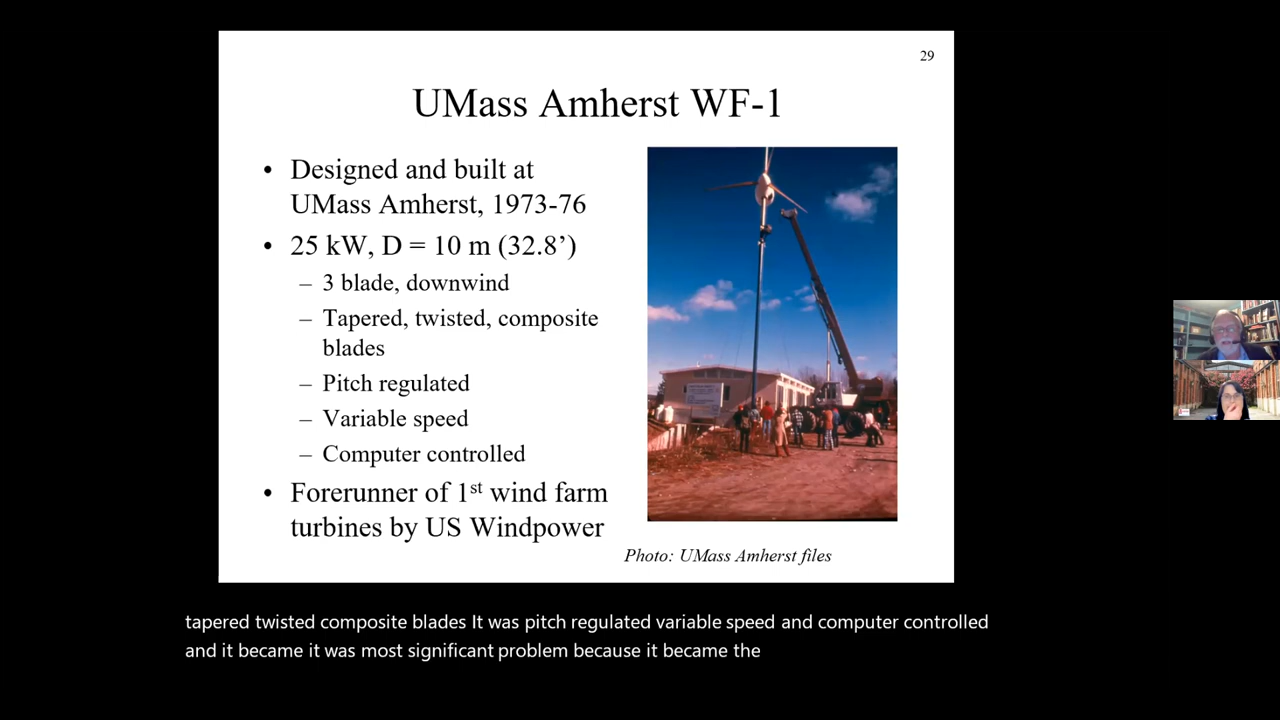 29
UMass Amherst WF-1
• Designed and built at
UMass Amherst, 1973-76
• 25 kW, D = 10 m (32.8’)
– 3 blade, downwind
– Tapered, twisted, composite
blades
– Pitch regulated
– Variable speed
– Computer controlled
• Forerunner of 1st wind farm
turbines by US Windpower
Photo: UMass Amherst files
tapered twisted composite blades It was pitch regulated variable speed and computer controlled
and it became it was most significant problem because it became the